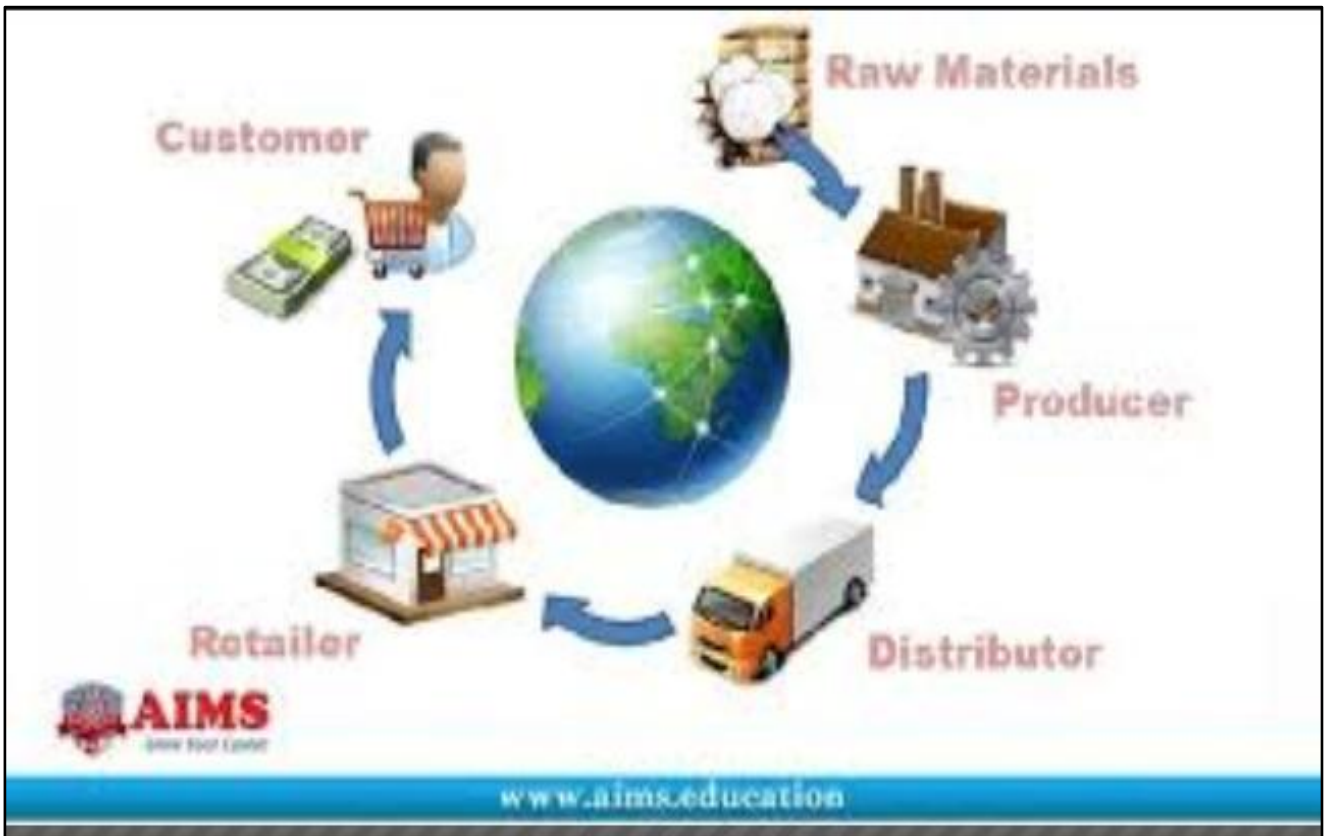 Raw Materials
Customer
Producer
Retailer
Distributor
AIMS
www.aims.education